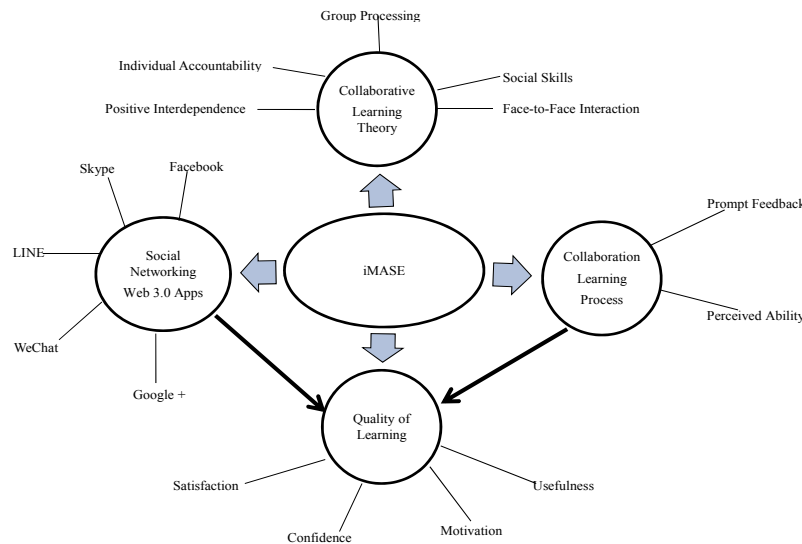 Group Processing
Individual Accountability
Social Skills
Positive Interdependence
Face-to-Face Interaction
Collaborative
Learning
Theory
Skype
Facebook
LINE
WeChat
Google +
Social
Networking
Web 3.0 Apps
iMASE
Collaboration
Learning
Process
Prompt Feedback
Perceived Ability
Quality of
Learning
Satisfaction
Confidence
Motivation
Usefulness